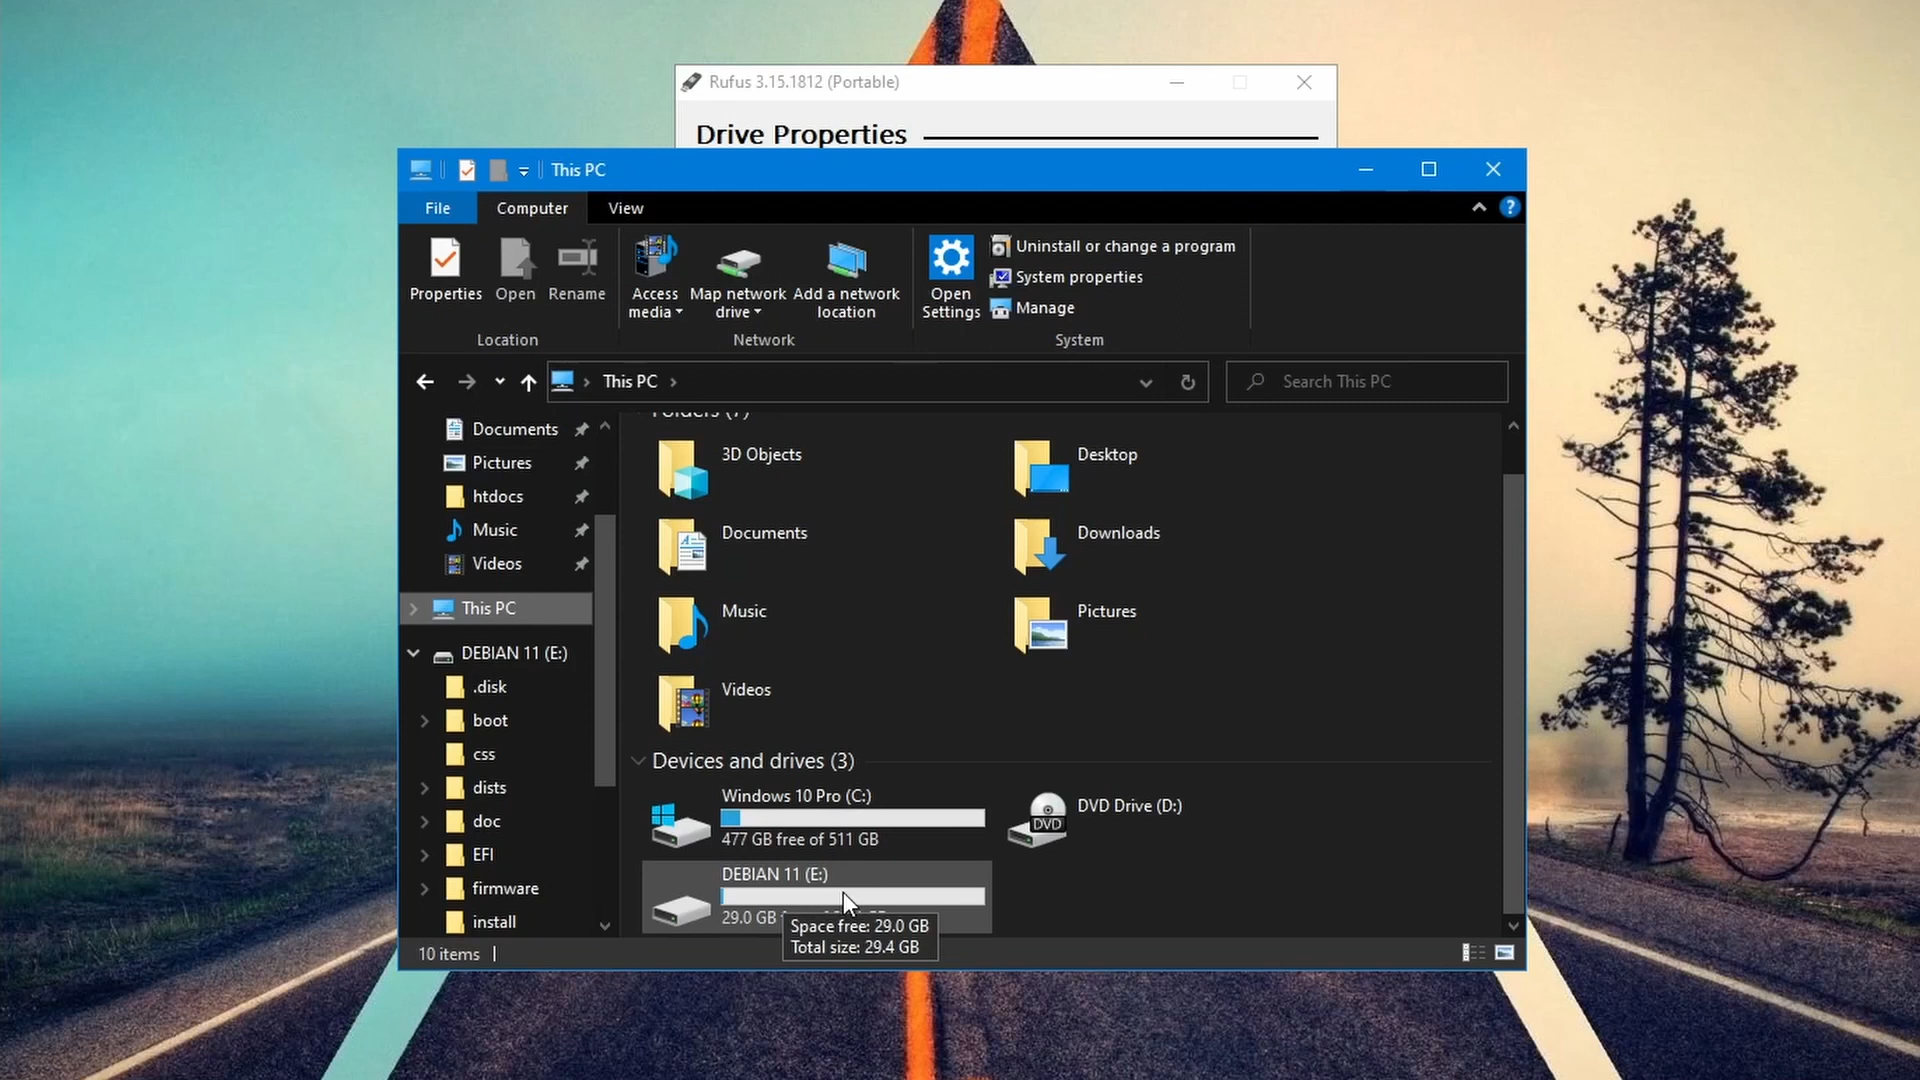 Rufus 3.15.1812 (Portable)
Drive Properties
This PC
File
Computer
View
Properties
Open
Rename
Location
Access media
Map network drive
Add a network location
Network
Open Settings
Uninstall or change a program
System properties
Manage
System
This PC
Search This PC
Documents
Pictures
htdocs
Music
Videos
This PC
DEBIAN 11 (E:)
.disk
boot
css
dists
doc
EFI
firmware
install
Folders (7)
3D Objects
Desktop
Documents
Downloads
Music
Pictures
Videos
Devices and drives (3)
Windows 10 Pro (C:)
477 GB free of 511 GB
DVD Drive (D:)
DVD
DEBIAN 11 (E:)
29.0 GB
Space free: 29.0 GB
Total size: 29.4 GB
10 items